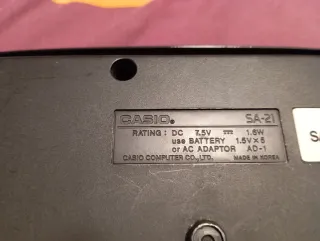 CASIO. SA-21
RATING : DC 7.5V ⎓ 1.6W
use BATTERY 1.5V × 5
or AC ADAPTOR AD-1
CASIO COMPUTER CO., LTD. MADE IN KOREA